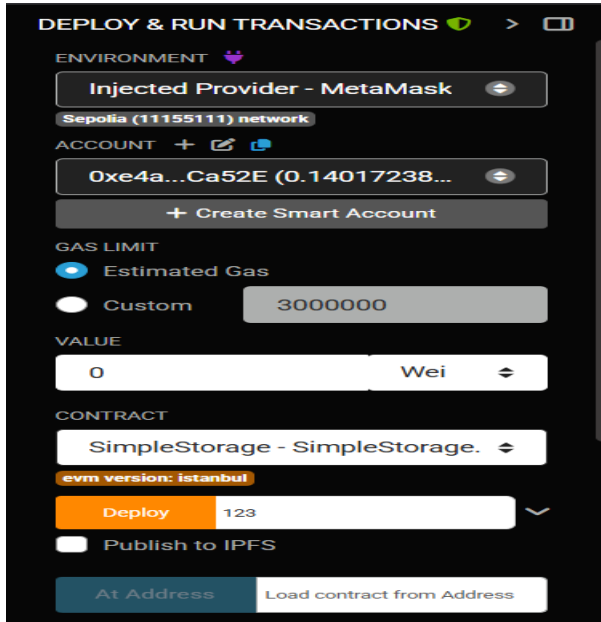 DEPLOY & RUN TRANSACTIONS
ENVIRONMENT
Injected Provider - MetaMask
Sepolia (11155111) network
ACCOUNT
0xe4a...Ca52E (0.14017238...
+ Create Smart Account
GAS LIMIT
Estimated Gas
Custom 3000000
VALUE
0 Wei
CONTRACT
SimpleStorage - SimpleStorage.
evm version: istanbul
Deploy 123
Publish to IPFS
At Address Load contract from Address